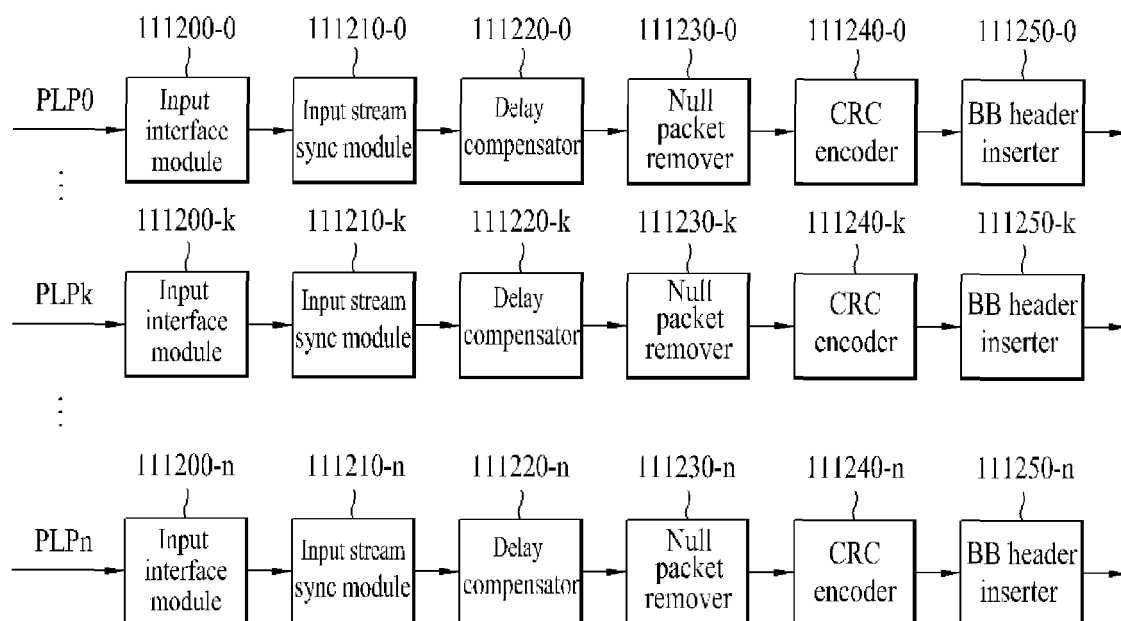 111200-0 111210-0 111220-0 111230-0 111240-0 111250-0
PLP0
Input
interface
module
Input stream
sync module
Delay
compensator
Null
packet
remover
CRC
encoder
BB header
inserter
111200-k 111210-k 111220-k 111230-k 111240-k 111250-k
PLPk
Input
interface
module
Input stream
sync module
Delay
compensator
Null
packet
remover
CRC
encoder
BB header
inserter
111200-n 111210-n 111220-n 111230-n 111240-n 111250-n
PLPn
Input
interface
module
Input stream
sync module
Delay
compensator
Null
packet
remover
CRC
encoder
BB header
inserter